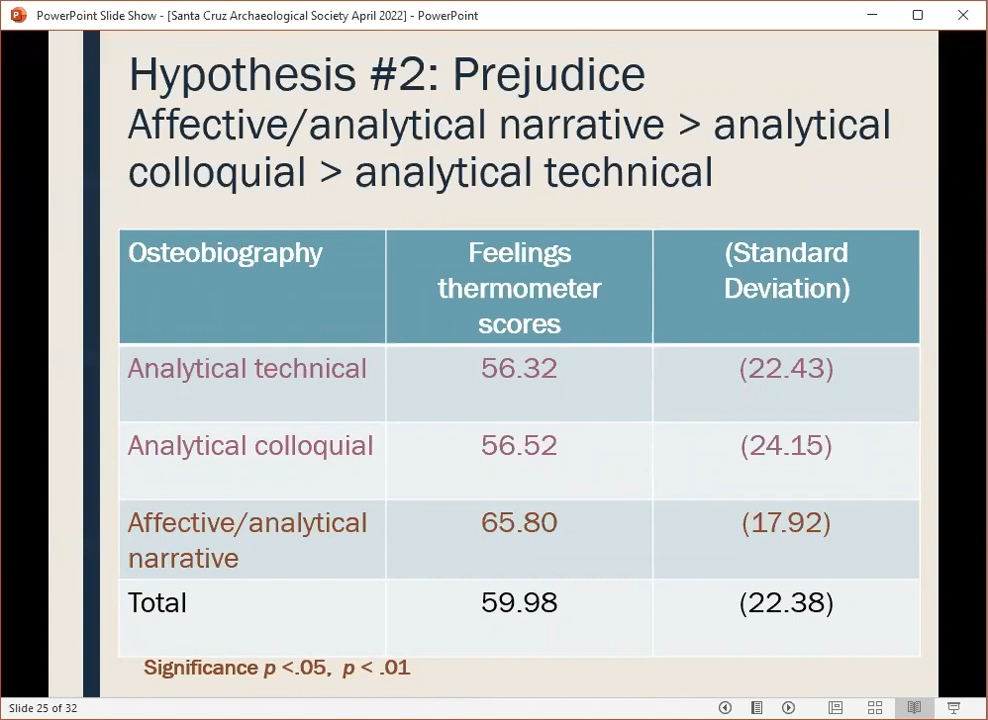 PowerPoint Slide Show - [Santa Cruz Archaeological Society April 2022] - PowerPoint
Hypothesis #2: Prejudice
Affective/analytical narrative > analytical
colloquial > analytical technical
Osteobiography
Feelings
thermometer
scores
(Standard
Deviation)
Analytical technical
56.32
(22.43)
Analytical colloquial
56.52
(24.15)
Affective/analytical
narrative
65.80
(17.92)
Total
59.98
(22.38)
Significance p <.05, p < .01
Slide 25 of 32